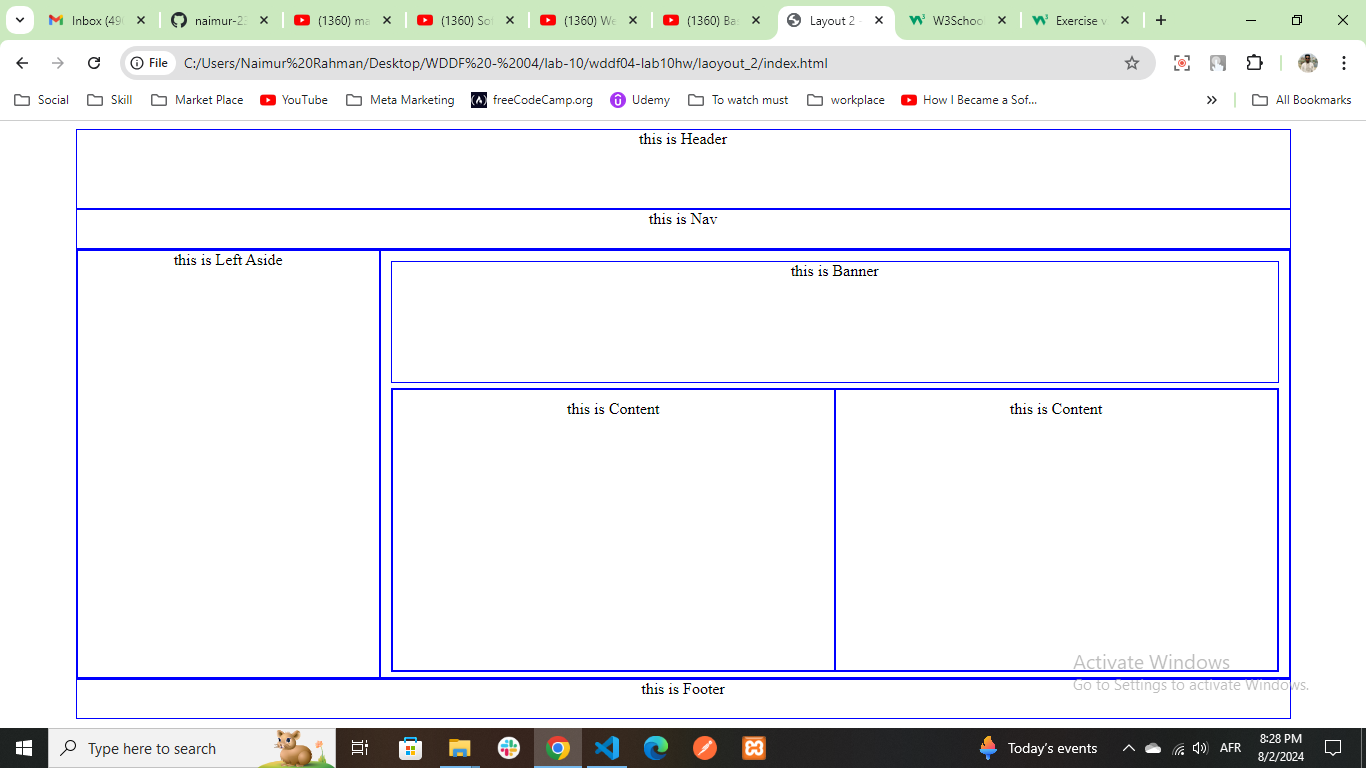 Inbox (49
naimur-2
(1360) ma
(1360) Sof
(1360) We
(1360) Ba
Layout 2
W3Schoo
Exercise v
File C:/Users/Naimur%20Rahman/Desktop/WDDF%20-%2004/lab-10/wddf04-lab10hw/laoyout_2/index.html
Social Skill Market Place YouTube Meta Marketing freeCodeCamp.org Udemy To watch must workplace How I Became a Sof... » All Bookmarks
this is Header
this is Nav
this is Left Aside
this is Banner
this is Content
this is Content
Activate Windows
Go to Settings to activate Windows.
this is Footer
Type here to search
Today's events
AFR
8:28 PM
8/2/2024